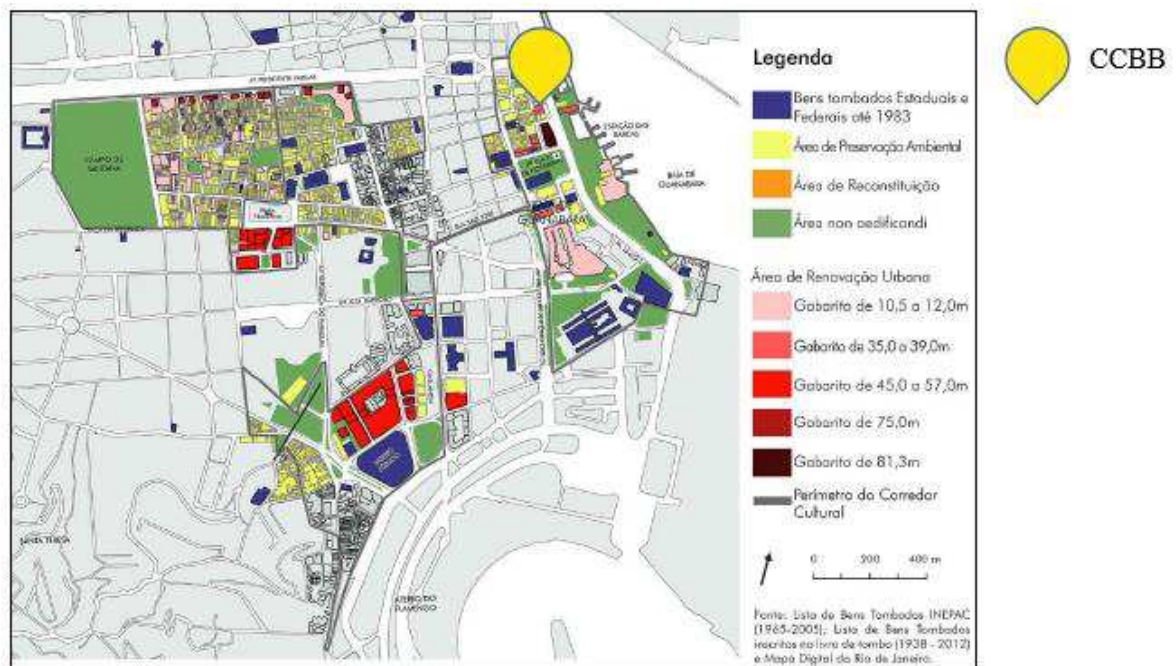 AV PRESIDENTE VARGAS
CAMPO DE SANTANA
ESTAÇÃO DAS BARCAS
BAÍA DE GUANABARA
SANTA TERESA
ATERRO DO FLAMENGO
Legenda
Bens tombados Estaduais e
Federais até 1983
Área de Preservação Ambiental
Área de Reconstituição
Área non aedificandi
Área de Renovação Urbana
Gabarito de 10,5 a 12,0m
Gabarito de 35,0 a 39,0m
Gabarito de 45,0 a 57,0m
Gabarito de 75,0m
Gabarito de 81,3m
Perímetro do Corredor
Cultural
0 200 400 m
Fonte: Lista de Bens Tombados INEPAC
(1965-2005); Lista de Bens Tombados
inscritos no livro de tombo (1938 - 2012)
e Mapa Digital do Rio de Janeiro.
CCBB